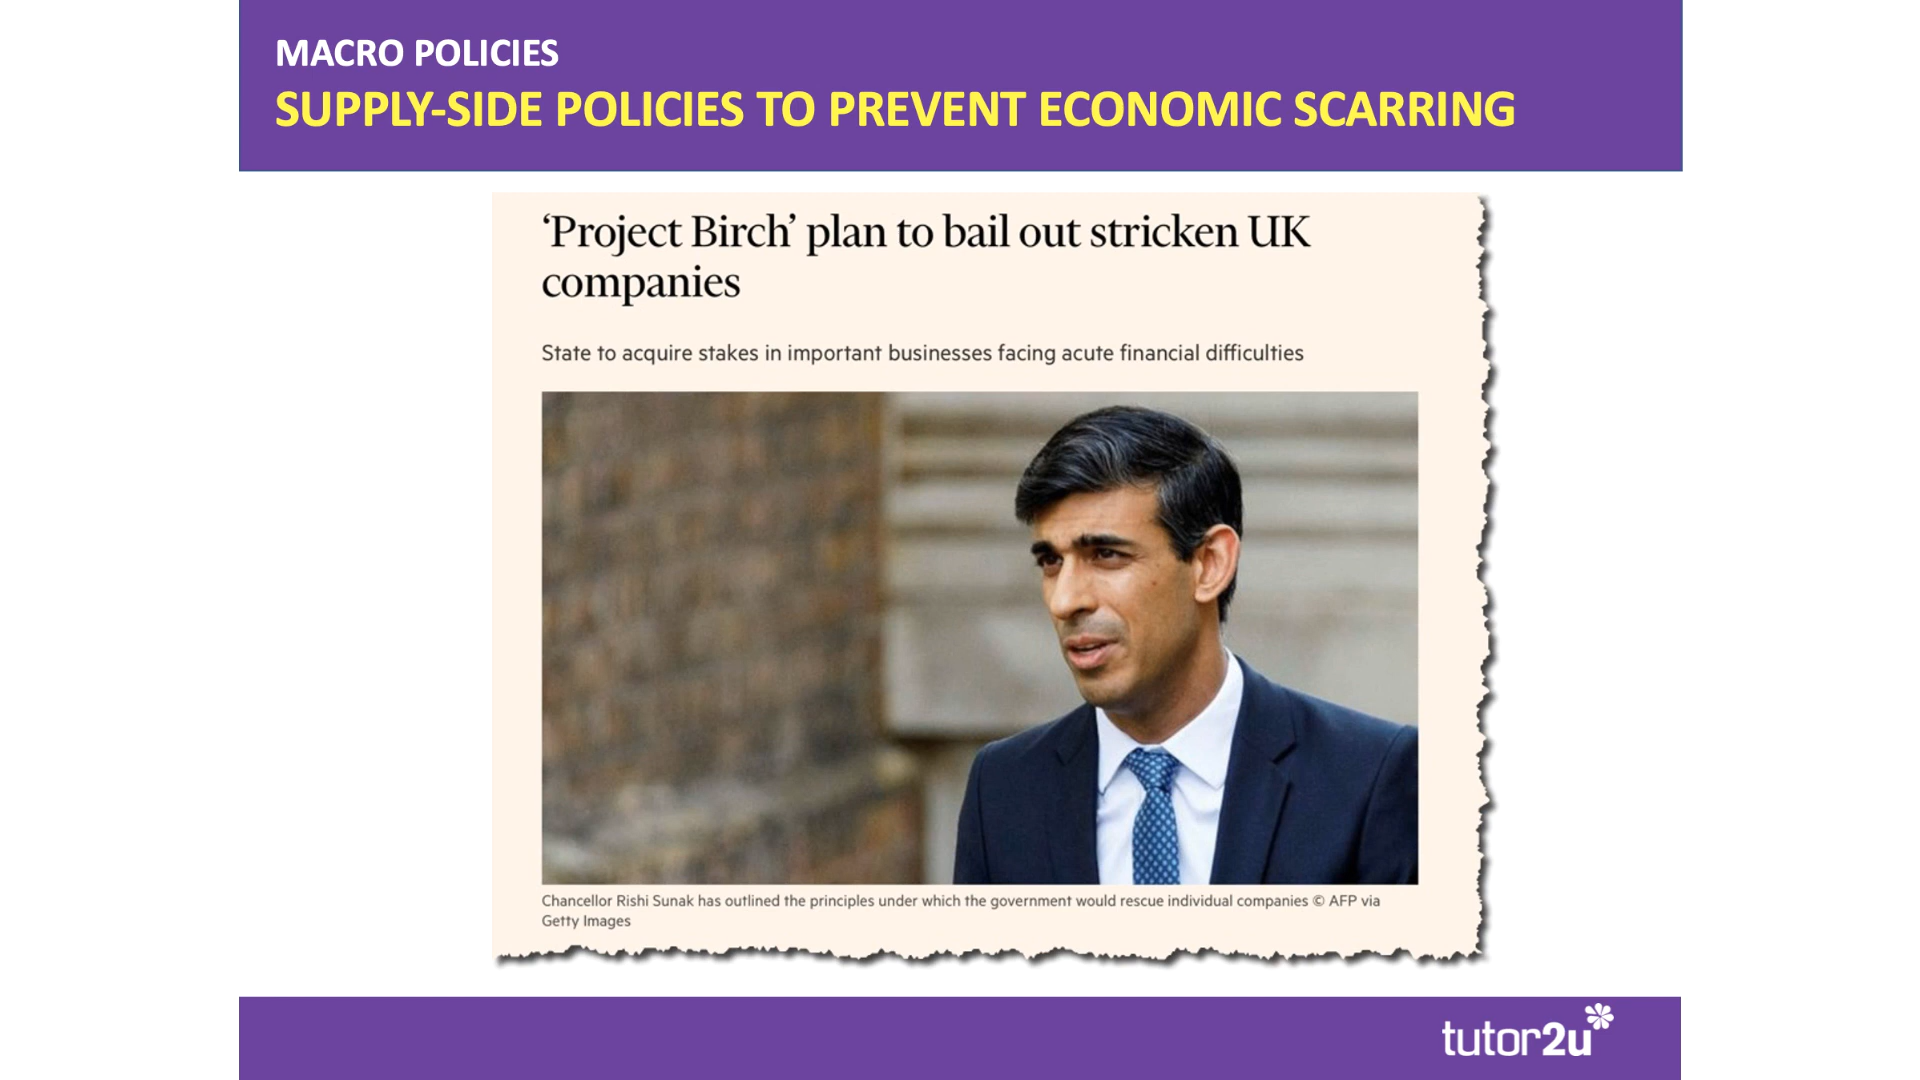 MACRO POLICIES
SUPPLY-SIDE POLICIES TO PREVENT ECONOMIC SCARRING
‘Project Birch’ plan to bail out stricken UK
companies
State to acquire stakes in important businesses facing acute financial difficulties
Chancellor Rishi Sunak has outlined the principles under which the government would rescue individual companies © AFP via
Getty Images
tutor2u